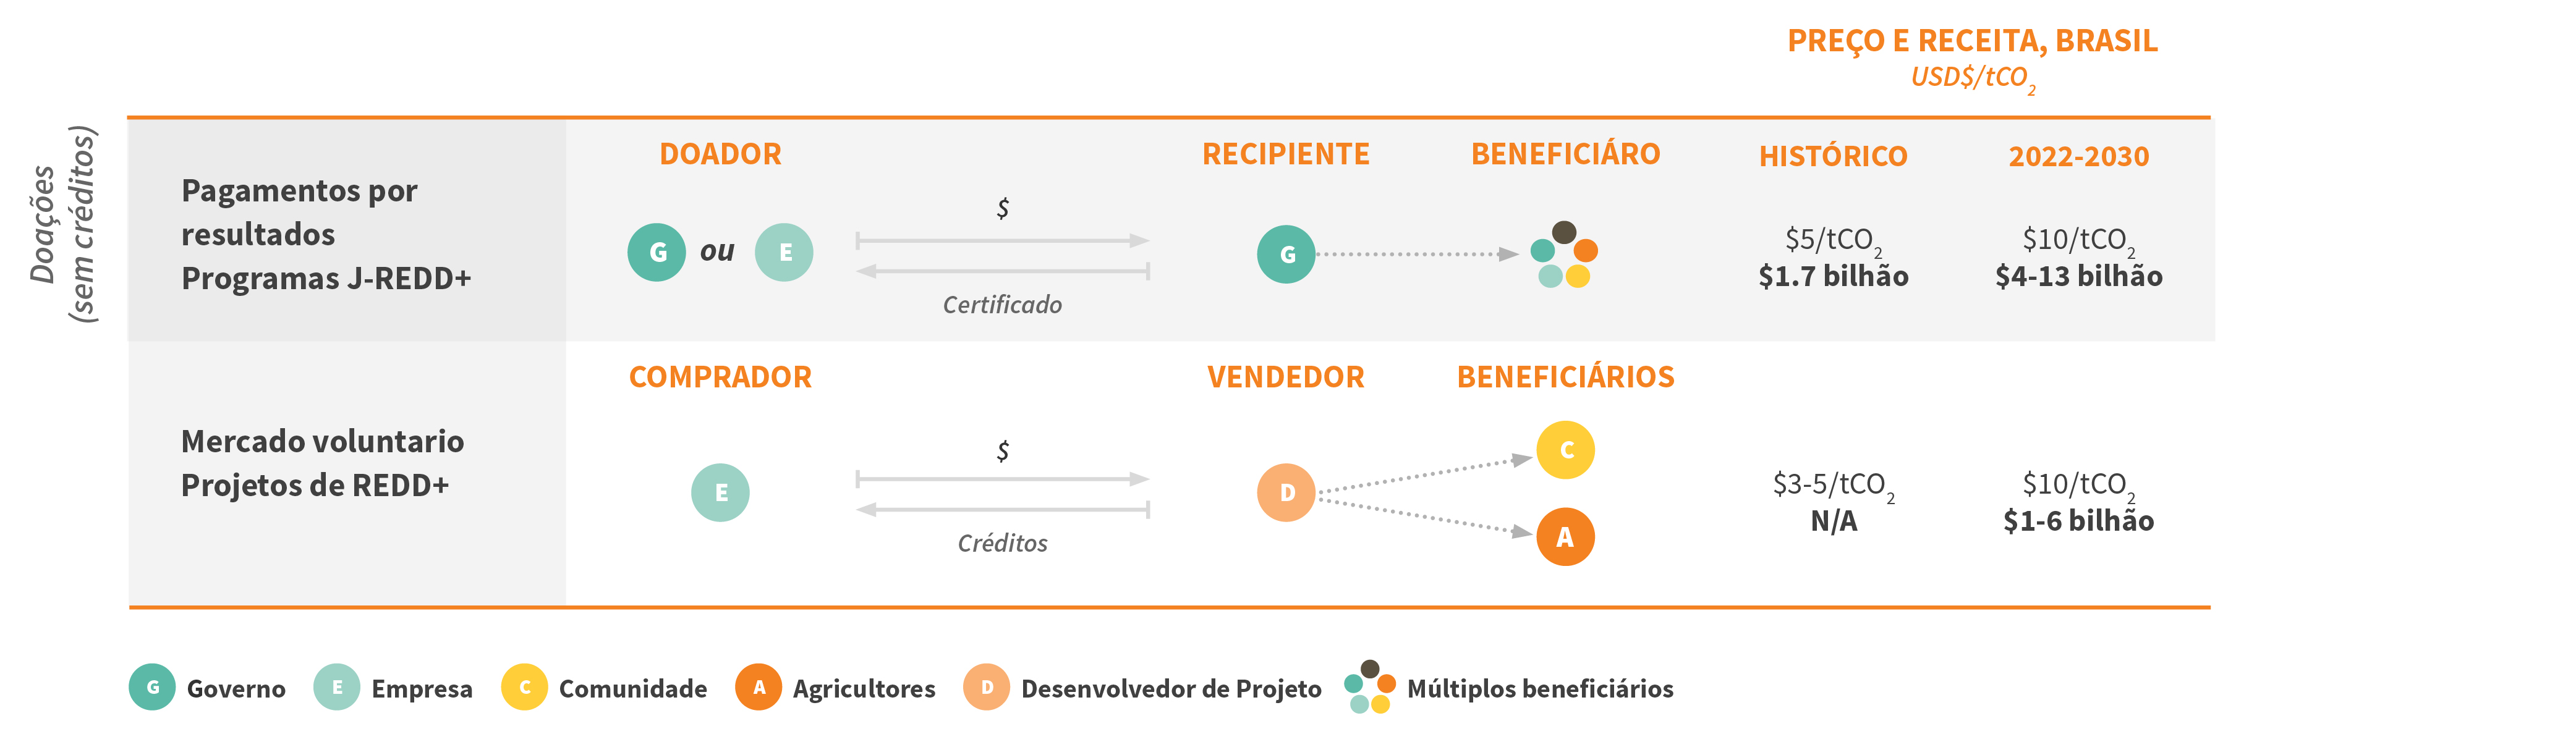 PREÇO E RECEITA, BRASIL
USD$/tCO2
Doações
(sem créditos)
Pagamentos por
resultados
Programas J-REDD+
DOADOR
RECIPIENTE
BENEFICIÁRO
HISTÓRICO
2022-2030
G ou E
$
Certificado
G
$5/tCO2
$1.7 bilhão
$10/tCO2
$4-13 bilhão
Mercado voluntario
Projetos de REDD+
COMPRADOR
VENDEDOR
BENEFICIÁRIOS
E
$
Créditos
D
C
A
$3-5/tCO2
N/A
$10/tCO2
$1-6 bilhão
G Governo E Empresa C Comunidade A Agricultores D Desenvolvedor de Projeto Múltiplos beneficiários